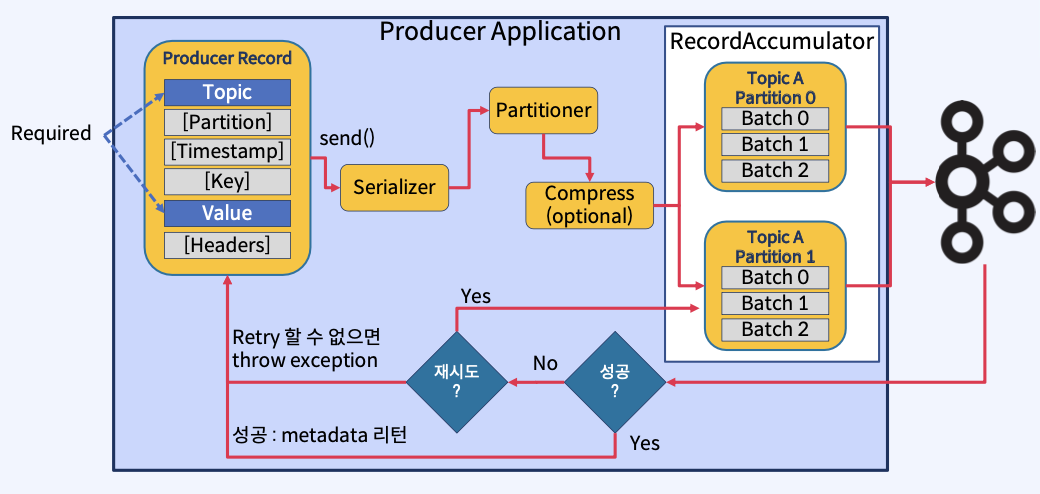 Producer Application
Producer Record
Topic
[Partition]
[Timestamp]
[Key]
Value
[Headers]
Required
send()
Serializer
Partitioner
Compress
(optional)
RecordAccumulator
Topic A
Partition 0
Batch 0
Batch 1
Batch 2
Topic A
Partition 1
Batch 0
Batch 1
Batch 2
Yes
Retry 할 수 없으면
throw exception
재시도
?
No
성공
?
성공 : metadata 리턴
Yes